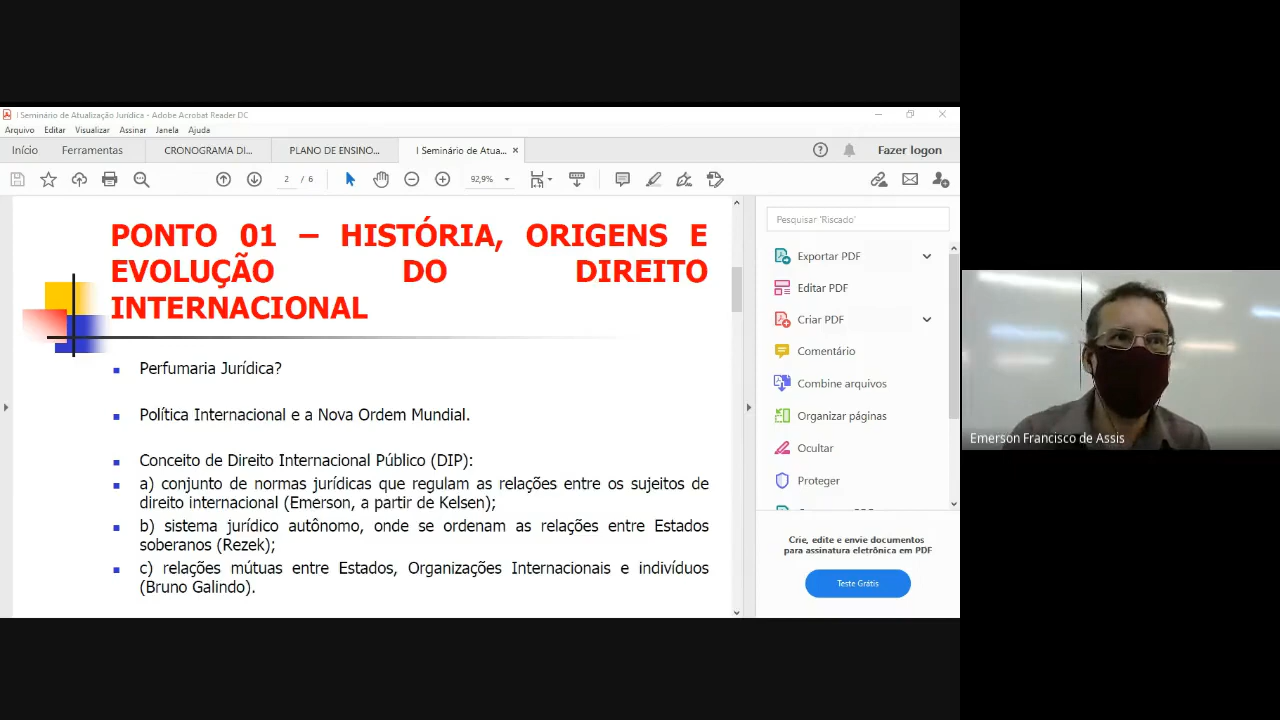 I Seminário de Atualização Jurídica - Adobe Acrobat Reader DC
Arquivo Editar Visualizar Assinar Janela Ajuda
Início Ferramentas CRONOGRAMA DI... PLANO DE ENSINO... I Seminário de Atua... × Fazer logon
2 / 6 92,9%
PONTO 01 – HISTÓRIA, ORIGENS E
EVOLUÇÃO DO DIREITO
INTERNACIONAL
Perfumaria Jurídica?
Política Internacional e a Nova Ordem Mundial.
Conceito de Direito Internacional Público (DIP):
a) conjunto de normas jurídicas que regulam as relações entre os sujeitos de
direito internacional (Emerson, a partir de Kelsen);
b) sistema jurídico autônomo, onde se ordenam as relações entre Estados
soberanos (Rezek);
c) relações mútuas entre Estados, Organizações Internacionais e indivíduos
(Bruno Galindo).
Pesquisar 'Riscado'
Exportar PDF
Editar PDF
Criar PDF
Comentário
Combine arquivos
Organizar páginas
Ocultar
Proteger
Crie, edite e envie documentos
para assinatura eletrônica em PDF
Teste Grátis
Emerson Francisco de Assis